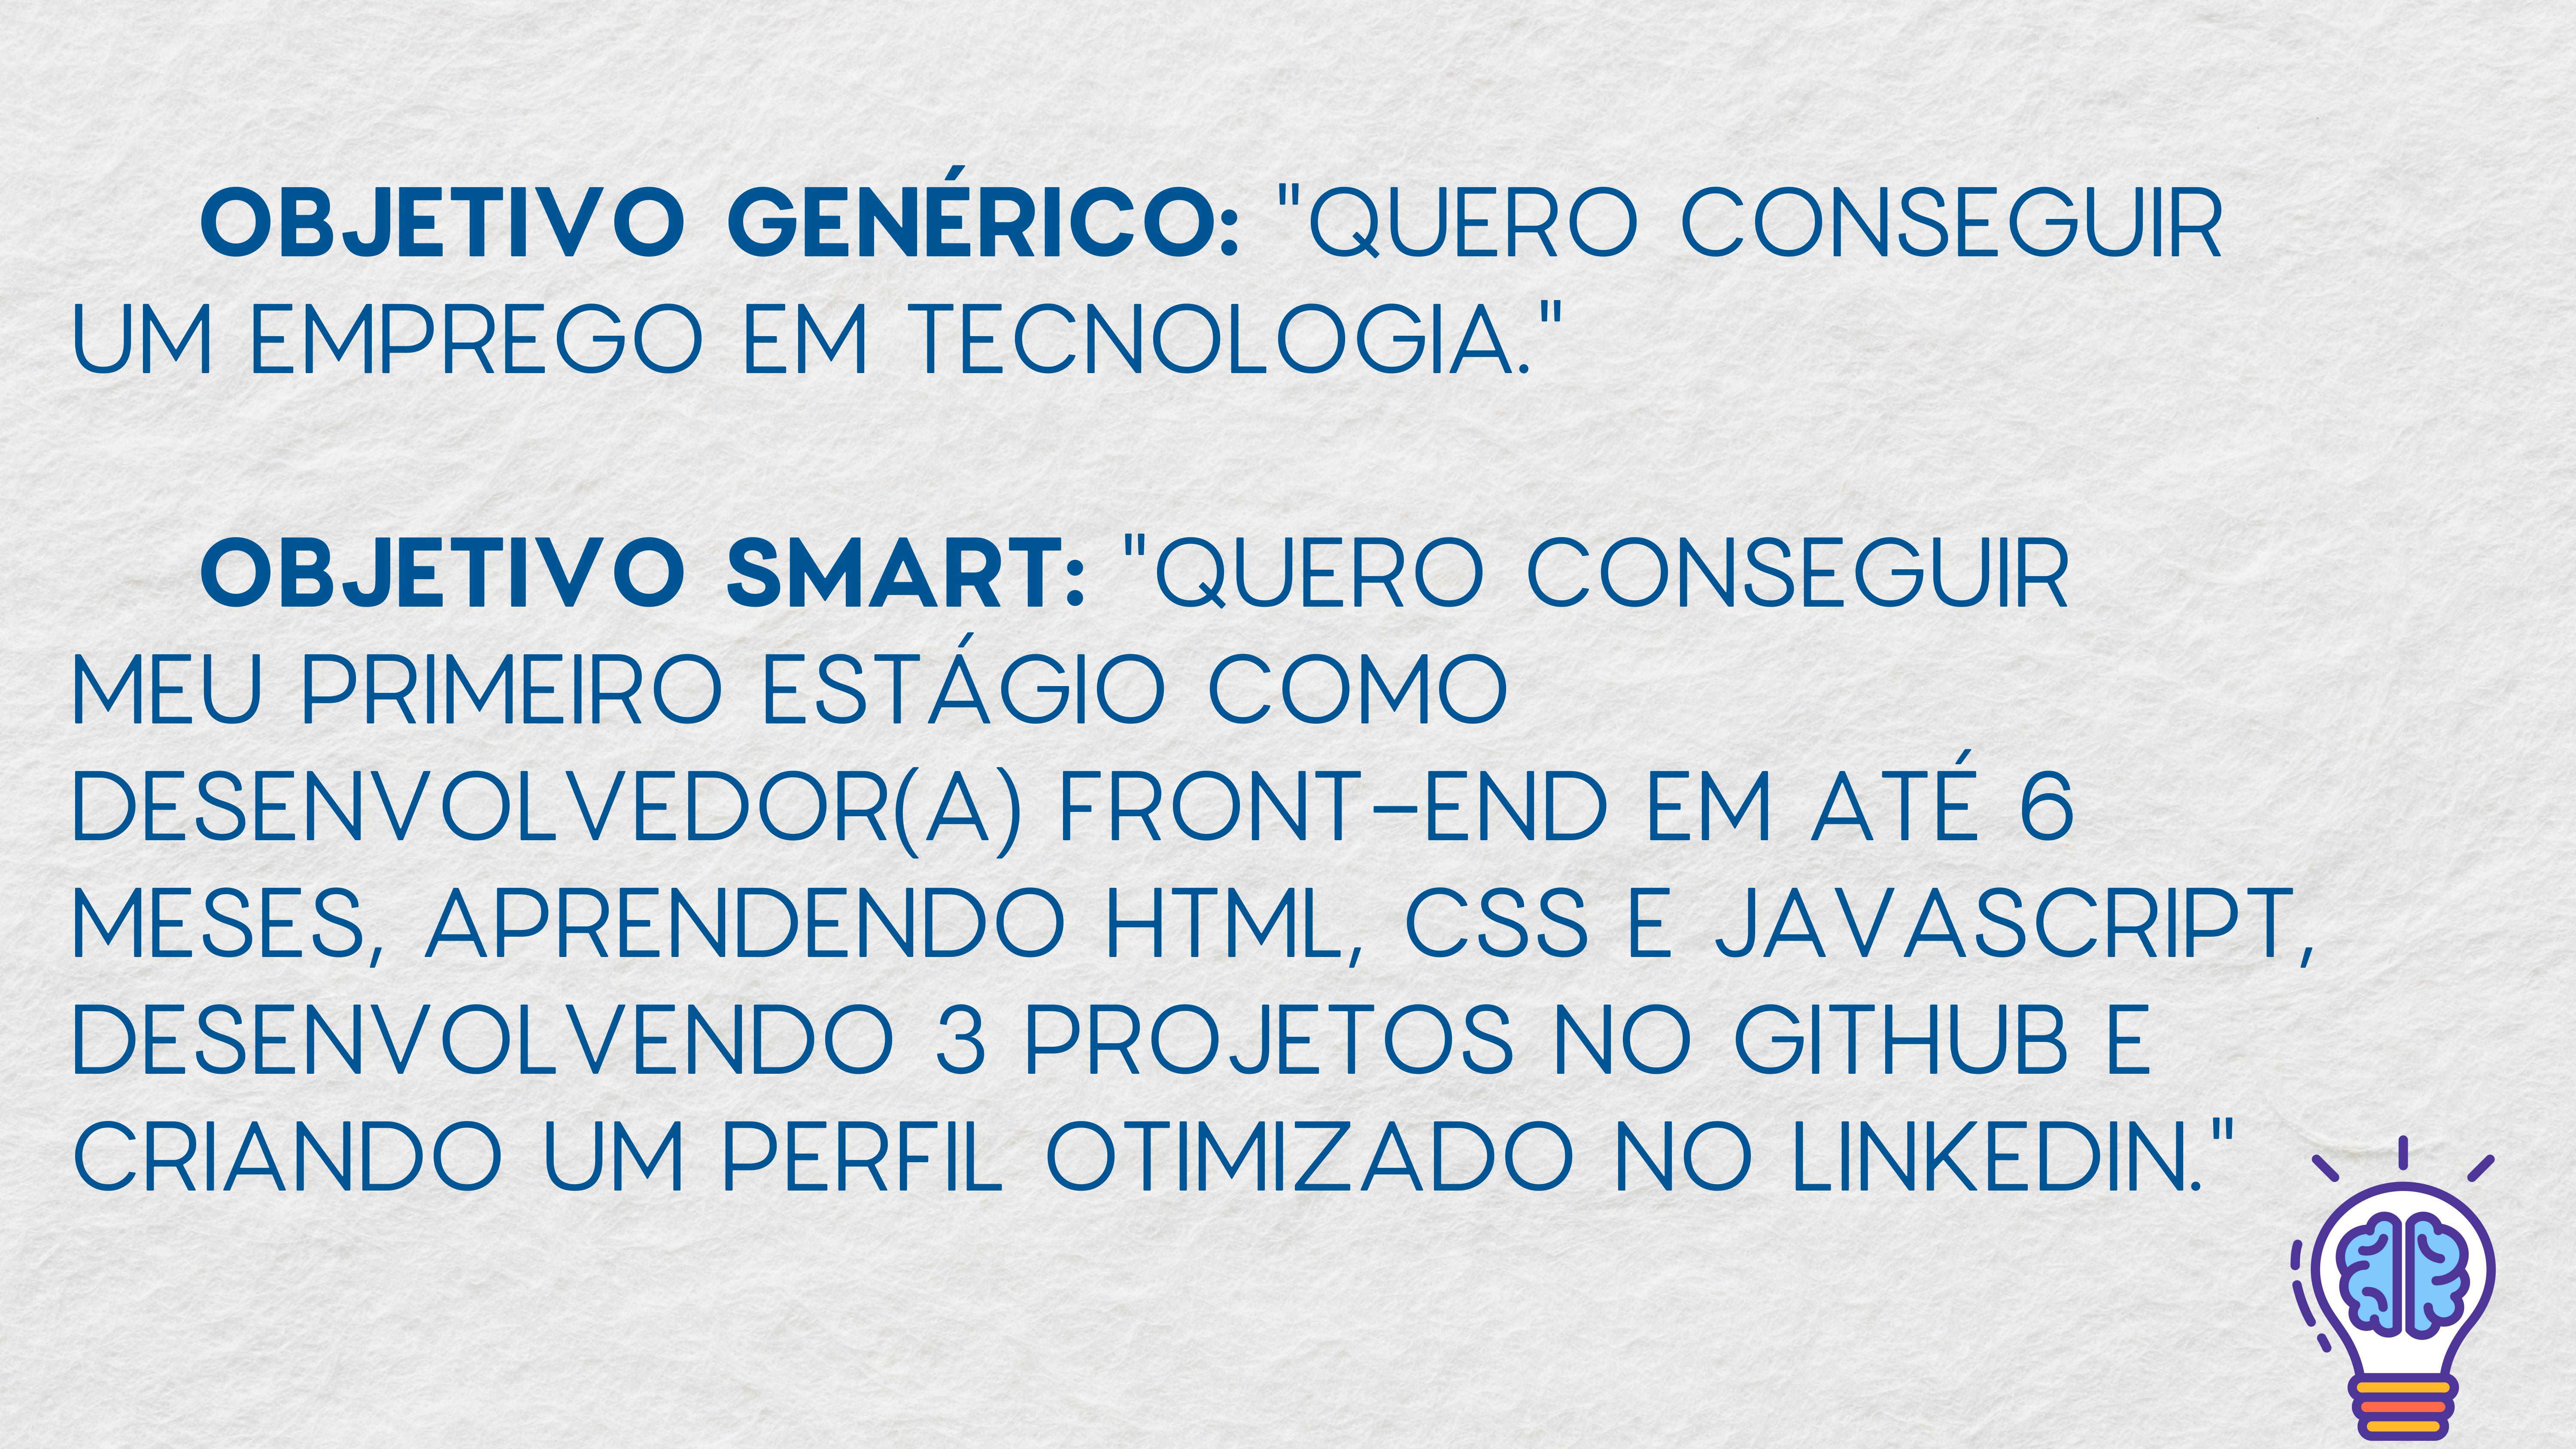 OBJETIVO GENÉRICO: "QUERO CONSEGUIR
UM EMPREGO EM TECNOLOGIA."
OBJETIVO SMART: "QUERO CONSEGUIR
MEU PRIMEIRO ESTÁGIO COMO
DESENVOLVEDOR(A) FRONT-END EM ATÉ 6
MESES, APRENDENDO HTML, CSS E JAVASCRIPT,
DESENVOLVENDO 3 PROJETOS NO GITHUB E
CRIANDO UM PERFIL OTIMIZADO NO LINKEDIN."